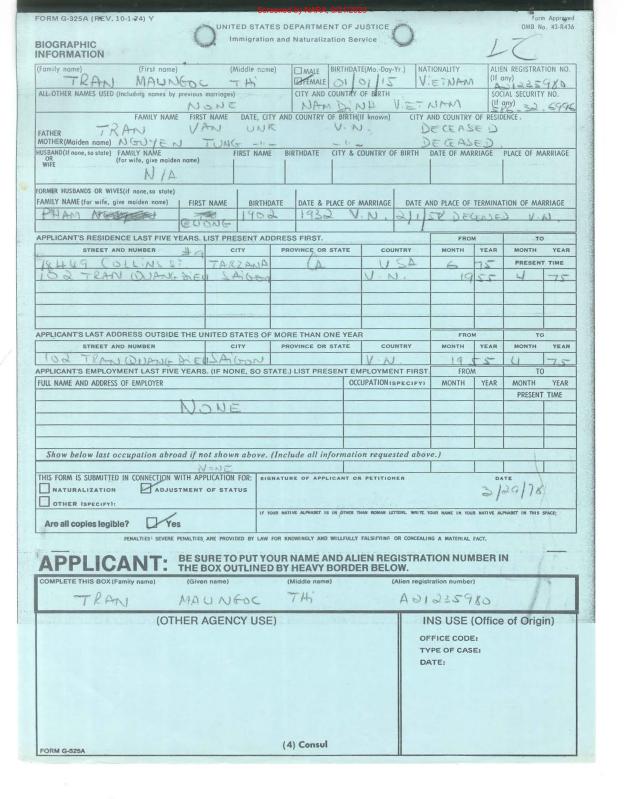 FORM G-325A (REV. 10-1-74) Y
UNITED STATES DEPARTMENT OF JUSTICE
Form Approved
OMB No. 43-R436
Immigration and Naturalization Service
BIOGRAPHIC
INFORMATION
LC
(Family name) (First name) (Middle name) MALE BIRTHDATE(Mo.-Day-Yr.) NATIONALITY ALIEN REGISTRATION NO.
TRAN MAUNGOC THi FEMALE 01/01/15 VIETNAM (If any) A21235980
ALL OTHER NAMES USED (Including names by previous marriages) CITY AND COUNTRY OF BIRTH SOCIAL SECURITY NO.
NONE NAM DINH VIETNAM (If any)
FAMILY NAME FIRST NAME DATE, CITY AND COUNTRY OF BIRTH(If known) CITY AND COUNTRY OF RESIDENCE.
FATHER TRAN VAN UNK V.N. DECEASED
MOTHER(Maiden name) NGUYEN TUNG -"- -"- DECEASED
HUSBAND(If none, so state) FAMILY NAME FIRST NAME BIRTHDATE CITY & COUNTRY OF BIRTH DATE OF MARRIAGE PLACE OF MARRIAGE
OR (For wife, give maiden name)
WIFE
N/A
FORMER HUSBANDS OR WIVES(if none,so state)
FAMILY NAME (For wife, give maiden name) FIRST NAME BIRTHDATE DATE & PLACE OF MARRIAGE DATE AND PLACE OF TERMINATION OF MARRIAGE
PHAM CUONG 1902 1932 V.N. 2/1/58 DECEASED V.N.
APPLICANT'S RESIDENCE LAST FIVE YEARS. LIST PRESENT ADDRESS FIRST. FROM TO
STREET AND NUMBER CITY PROVINCE OR STATE COUNTRY MONTH YEAR MONTH YEAR
18449 COLLINS ST #9 TARZANA CA USA 6 75 PRESENT TIME
102 TRAN QUANG DIEU SAIGON V.N. 1955 4 75
APPLICANT'S LAST ADDRESS OUTSIDE THE UNITED STATES OF MORE THAN ONE YEAR FROM TO
STREET AND NUMBER CITY PROVINCE OR STATE COUNTRY MONTH YEAR MONTH YEAR
102 TRAN QUANG DIEU SAIGON V.N. 1955 4 75
APPLICANT'S EMPLOYMENT LAST FIVE YEARS. (IF NONE, SO STATE.) LIST PRESENT EMPLOYMENT FIRST. FROM TO
FULL NAME AND ADDRESS OF EMPLOYER OCCUPATION(SPECIFY) MONTH YEAR MONTH YEAR
PRESENT TIME
NONE
Show below last occupation abroad if not shown above. (Include all information requested above.)
NONE
THIS FORM IS SUBMITTED IN CONNECTION WITH APPLICATION FOR: SIGNATURE OF APPLICANT OR PETITIONER DATE
NATURALIZATION ADJUSTMENT OF STATUS 3/29/78
OTHER (SPECIFY):
IF YOUR NATIVE ALPHABET IS IN OTHER THAN ROMAN LETTERS, WRITE YOUR NAME IN YOUR NATIVE ALPHABET IN THIS SPACE:
Are all copies legible? Yes
PENALTIES: SEVERE PENALTIES ARE PROVIDED BY LAW FOR KNOWINGLY AND WILLFULLY FALSIFYING OR CONCEALING A MATERIAL FACT.
APPLICANT: BE SURE TO PUT YOUR NAME AND ALIEN REGISTRATION NUMBER IN
THE BOX OUTLINED BY HEAVY BORDER BELOW.
COMPLETE THIS BOX (Family name) (Given name) (Middle name) (Alien registration number)
TRAN MAUNGOC THi A21235980
(OTHER AGENCY USE) INS USE (Office of Origin)
OFFICE CODE:
TYPE OF CASE:
DATE:
(4) Consul
FORM G-325A